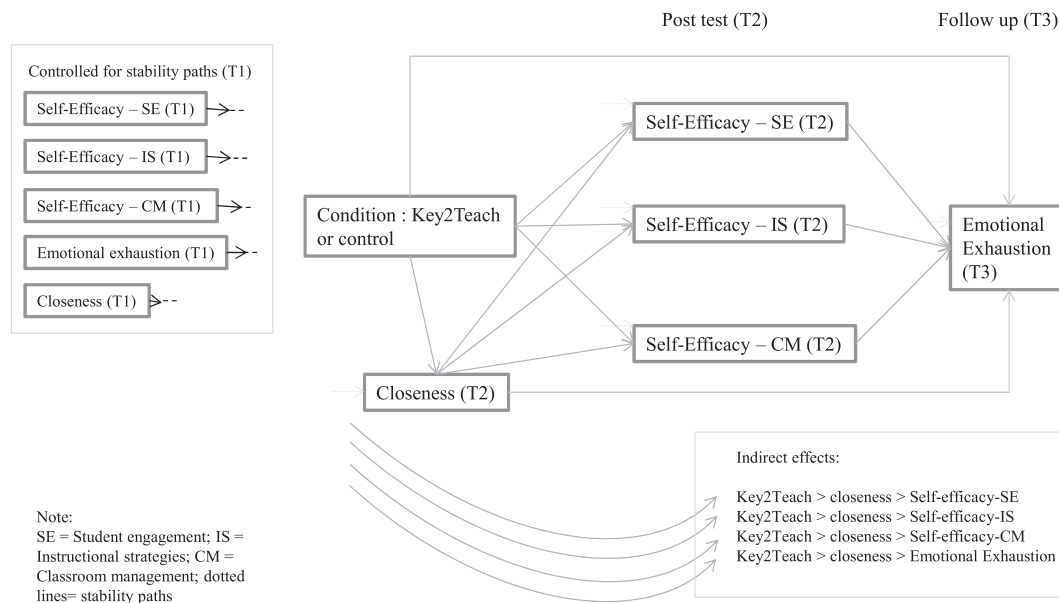 Post test (T2)
Follow up (T3)
Controlled for stability paths (T1)
Self-Efficacy – SE (T1)
Self-Efficacy – IS (T1)
Self-Efficacy – CM (T1)
Emotional exhaustion (T1)
Closeness (T1)
Self-Efficacy – SE (T2)
Condition : Key2Teach
or control
Self-Efficacy – IS (T2)
Emotional
Exhaustion
(T3)
Self-Efficacy – CM (T2)
Closeness (T2)
Indirect effects:
Key2Teach > closeness > Self-efficacy-SE
Key2Teach > closeness > Self-efficacy-IS
Key2Teach > closeness > Self-efficacy-CM
Key2Teach > closeness > Emotional Exhaustion
Note:
SE = Student engagement; IS =
Instructional strategies; CM =
Classroom management; dotted
lines= stability paths